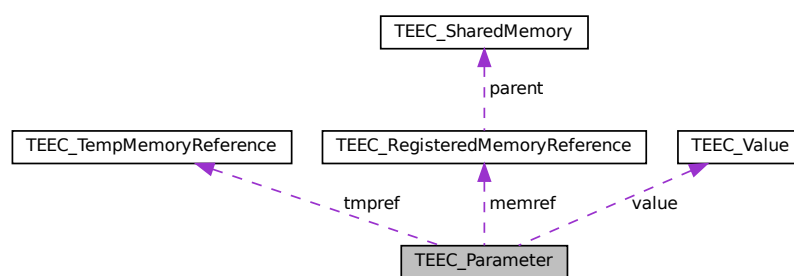 TEEC_SharedMemory
parent
TEEC_TempMemoryReference
TEEC_RegisteredMemoryReference
TEEC_Value
tmpref
memref
value
TEEC_Parameter